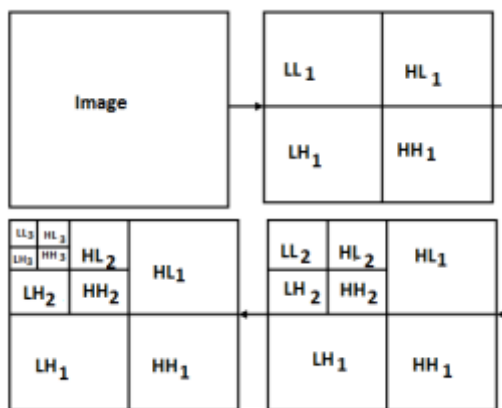 Image
LL1 HL1
LH1 HH1
LL3 HL3
LH3 HH3
HL2
HL1
LH2 HH2
LH1 HH1
LL2 HL2
HL1
LH2 HH2
LH1 HH1